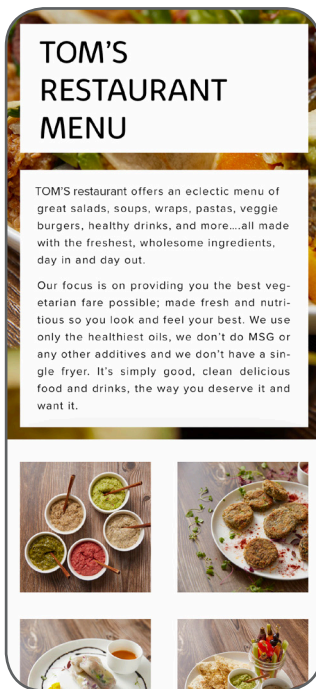 TOM'S
RESTAURANT
MENU
TOM'S restaurant offers an eclectic menu of
great salads, soups, wraps, pastas, veggie
burgers, healthy drinks, and more....all made
with the freshest, wholesome ingredients,
day in and day out.
Our focus is on providing you the best veg-
etarian fare possible; made fresh and nutri-
tious so you look and feel your best. We use
only the healthiest oils, we don't do MSG or
any other additives and we don't have a sin-
gle fryer. It's simply good, clean delicious
food and drinks, the way you deserve it and
want it.